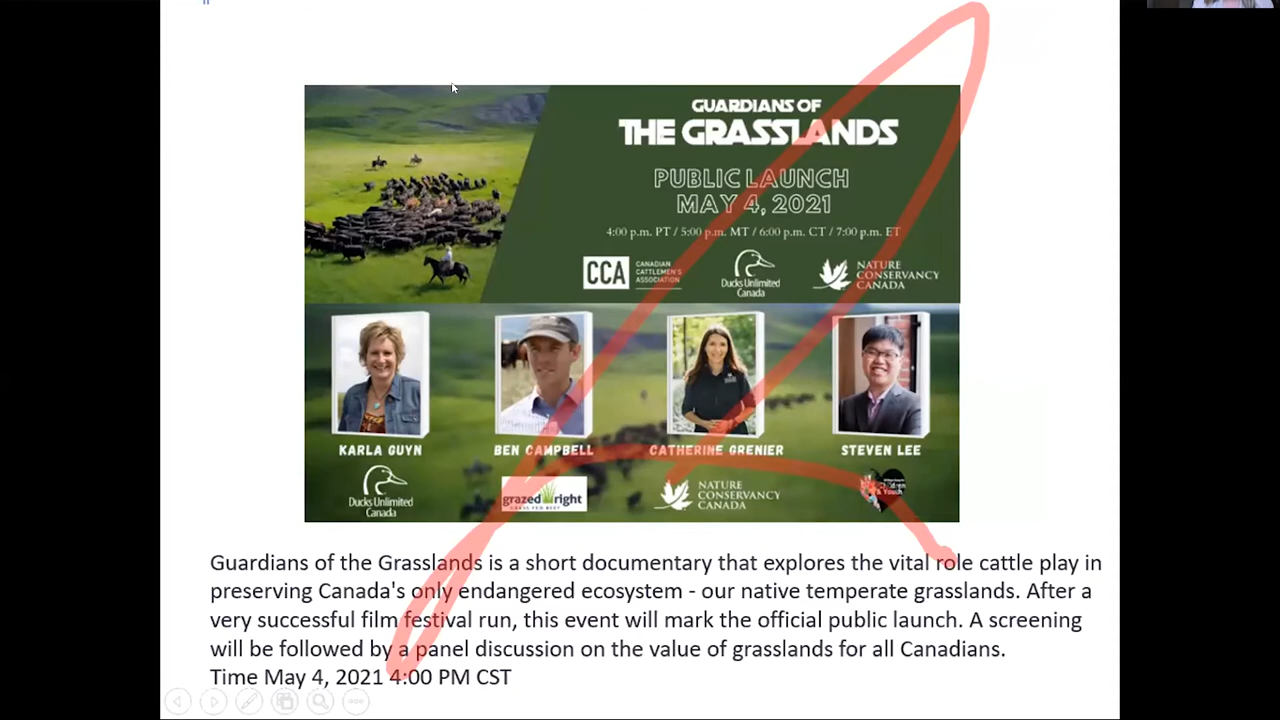 GUARDIANS OF
THE GRASSLANDS
PUBLIC LAUNCH
MAY 4, 2021
4:00 p.m. PT / 5:00 p.m. MT / 6:00 p.m. CT / 7:00 p.m. ET
CCA CANADIAN CATTLEMEN'S ASSOCIATION
Ducks Unlimited Canada
NATURE CONSERVANCY CANADA
KARLA GUYN
BEN CAMPBELL
CATHERINE GRENIER
STEVEN LEE
Ducks Unlimited Canada
grazed right
GRASS FED BEEF
NATURE CONSERVANCY CANADA
Children & Youth
Guardians of the Grasslands is a short documentary that explores the vital role cattle play in
preserving Canada's only endangered ecosystem - our native temperate grasslands. After a
very successful film festival run, this event will mark the official public launch. A screening
will be followed by a panel discussion on the value of grasslands for all Canadians.
Time May 4, 2021 4:00 PM CST